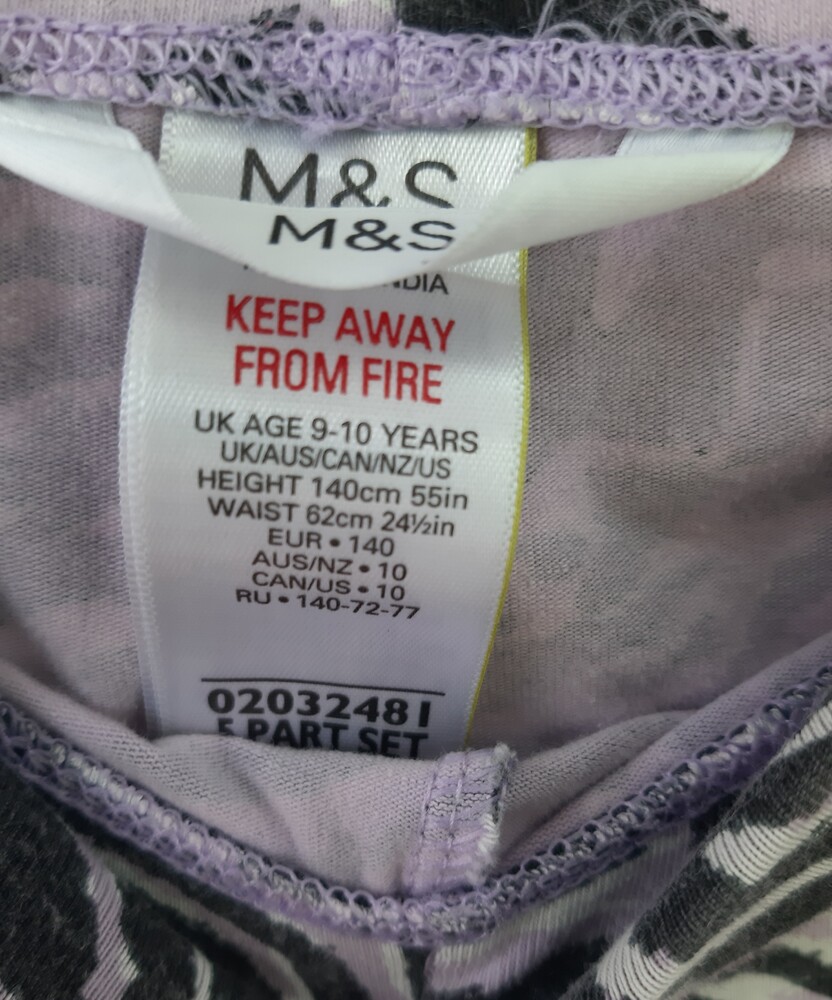 M&S
M&S
KEEP AWAY
FROM FIRE
UK AGE 9-10 YEARS
UK/AUS/CAN/NZ/US
HEIGHT 140cm 55in
WAIST 62cm 24½in
EUR • 140
AUS/NZ • 10
CAN/US • 10
RU • 140-72-77
02032481
5 PART SET